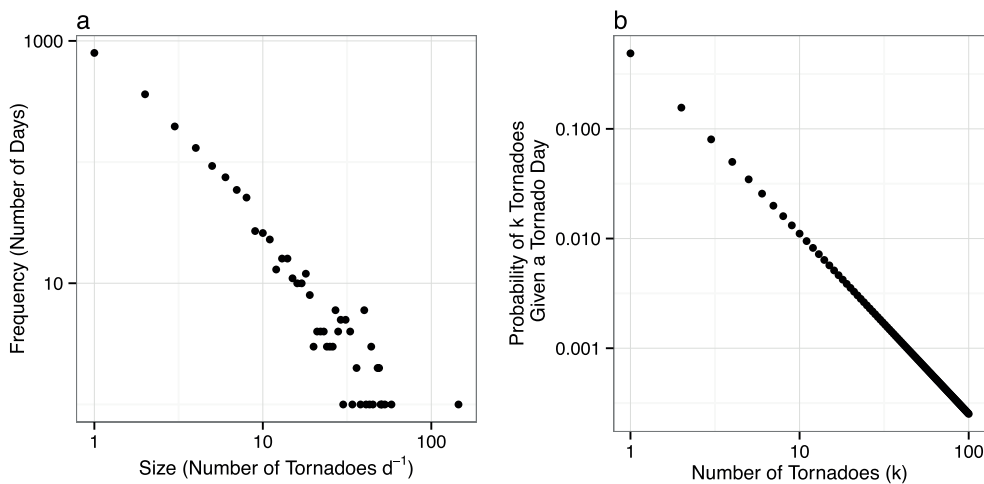 a
1000
10
1
10
100
Frequency (Number of Days)
Size (Number of Tornadoes d⁻¹)
b
0.100
0.010
0.001
1
10
100
Probability of k Tornadoes
Given a Tornado Day
Number of Tornadoes (k)